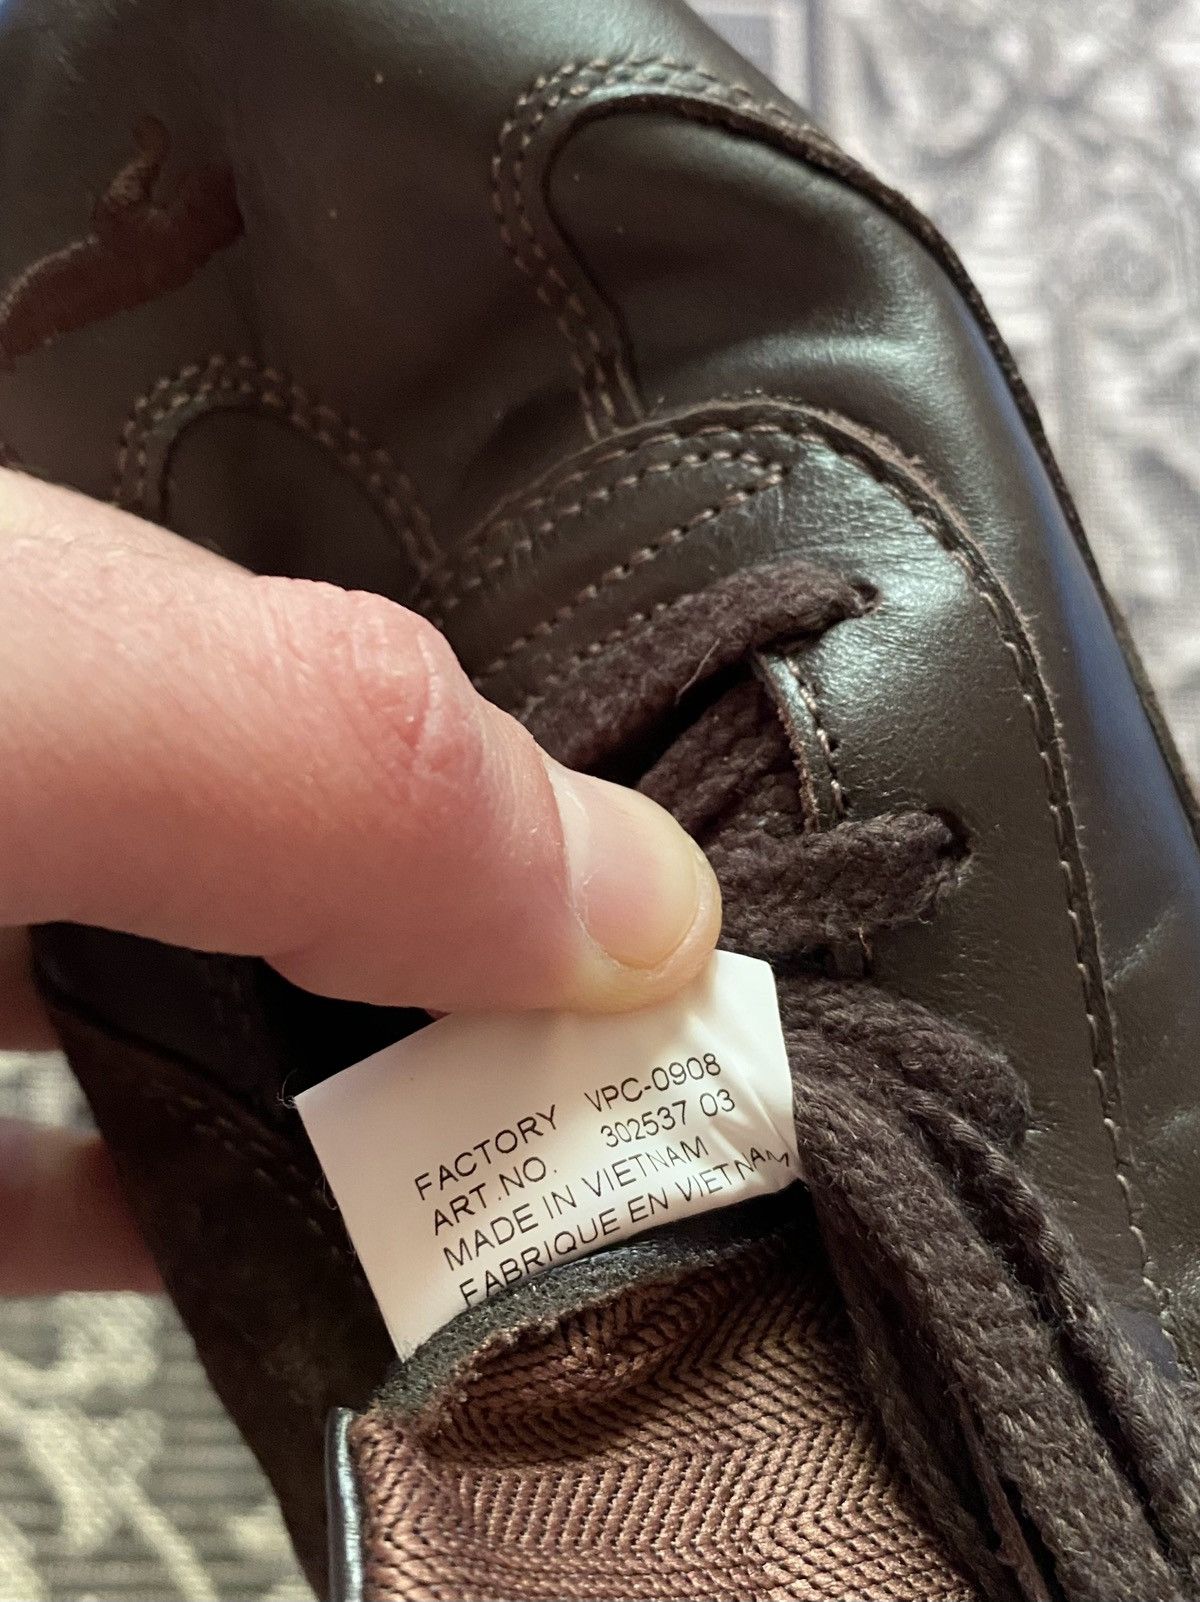 FACTORY VPC-0908
ART.NO. 302537 03
MADE IN VIETNAM
FABRIQUE EN VIETNAM